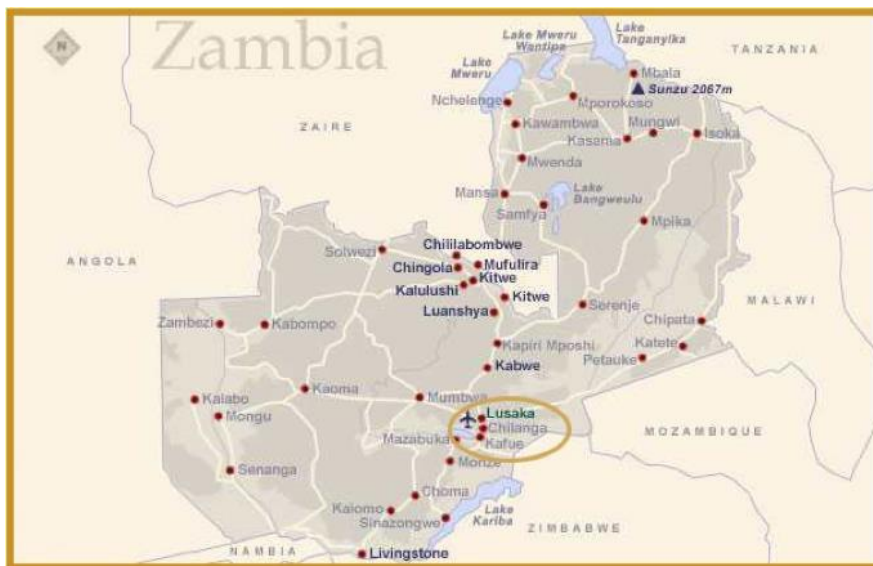 N
Zambia
Lake Mweru
Wantipa
Lake
Tanganyika
TANZANIA
Lake
Mweru
Mbala
Sunzu 2067m
Nchelenge
Mporokoso
ZAIRE
Kawambwa
Mungwi
Kasama
Isoka
Mwenda
Mansa
Lake
Bangweulu
Samfya
Mpika
Solwezi
Chililabombwe
ANGOLA
Chingola
Mufulira
Kitwe
Kalulushi
Kitwe
MALAWI
Luanshya
Serenje
Zambezi
Kabompo
Chipata
Kapiri Mposhi
Katete
Petauke
Kabwe
Kaoma
Mumbwa
Kalabo
Mongu
Lusaka
Chilanga
MOZAMBIQUE
Mazabuka
Kafue
Monze
Senanga
Choma
Kalomo
Lake
Kariba
Sinazongwe
ZIMBABWE
NAMBIA
Livingstone